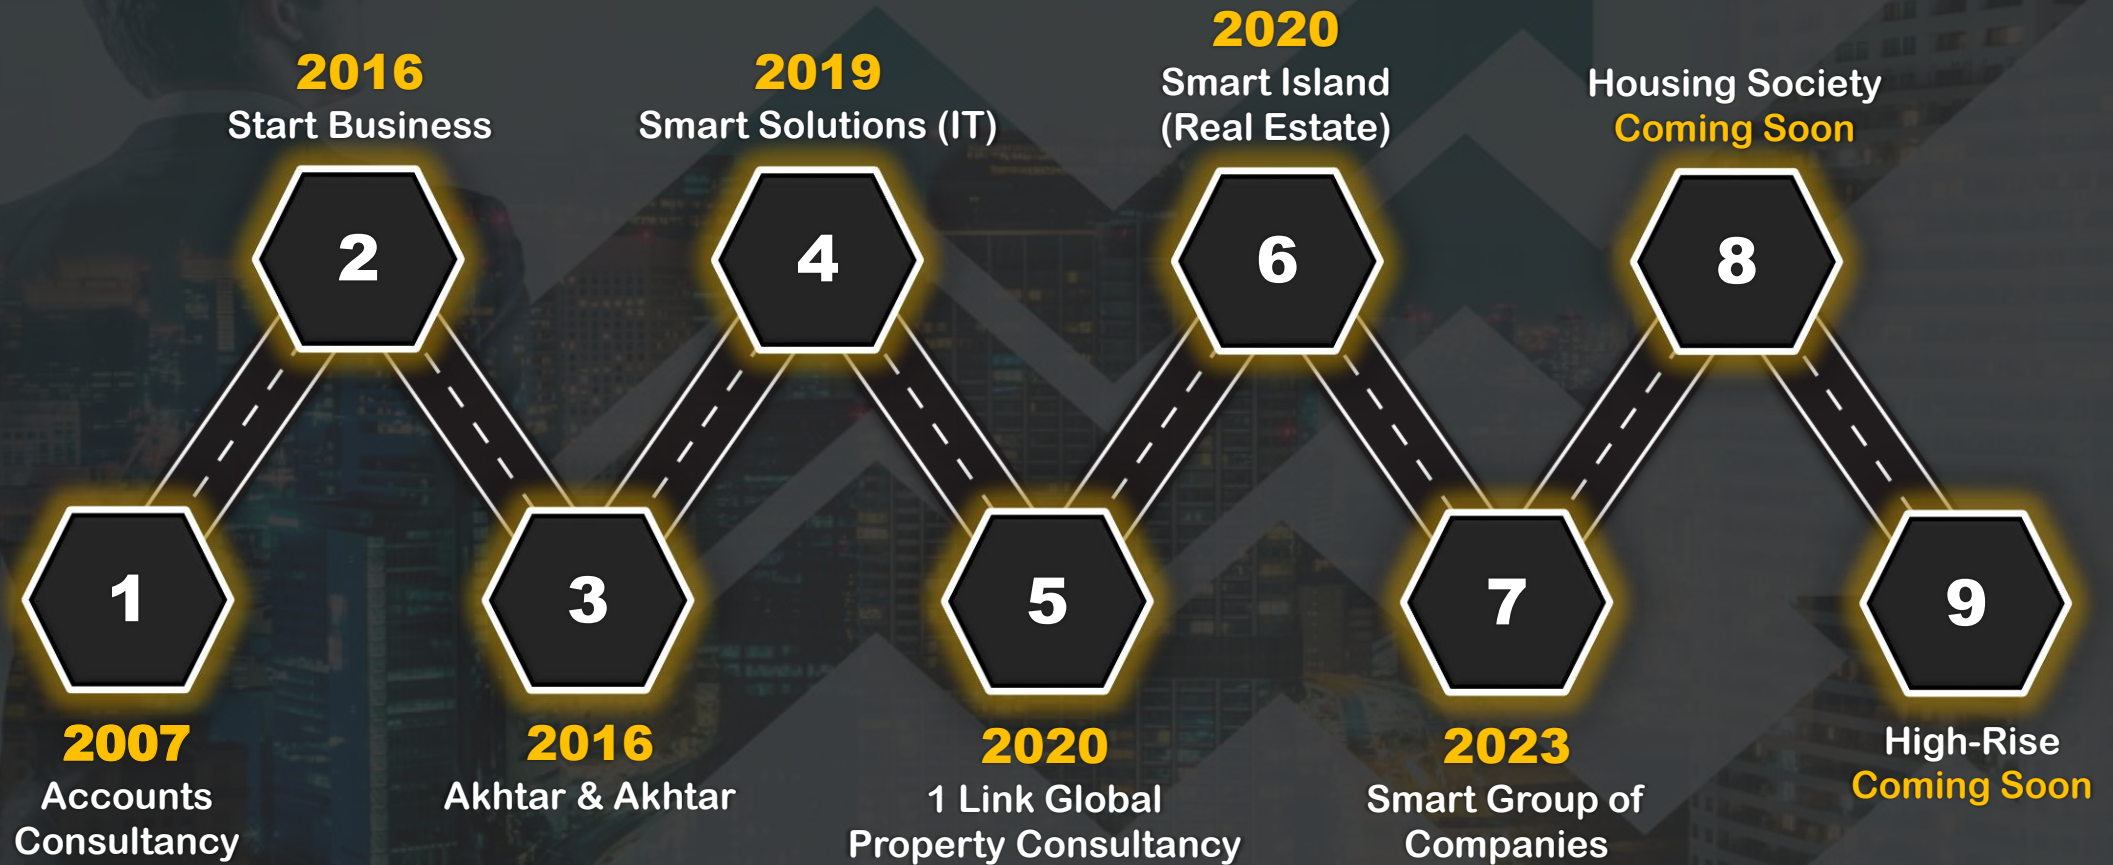 1
2007
Accounts
Consultancy
2016
Start Business
2
3
2016
Akhtar & Akhtar
2019
Smart Solutions (IT)
4
5
2020
1 Link Global
Property Consultancy
2020
Smart Island
(Real Estate)
6
7
2023
Smart Group of
Companies
Housing Society
Coming Soon
8
9
High-Rise
Coming Soon